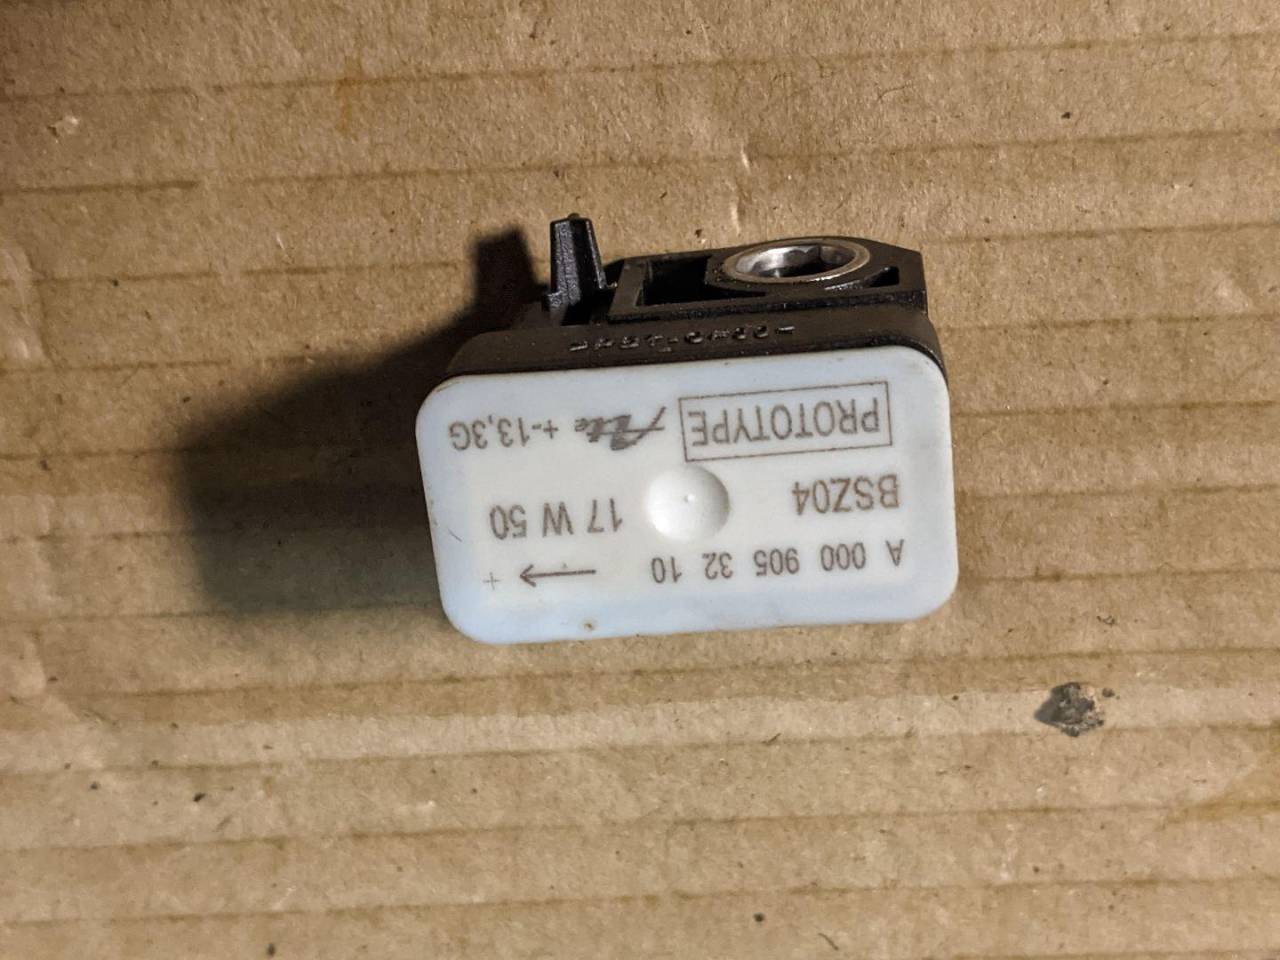 A 000 905 32 10 ⟶ +
BSZ04 17 W 50
PROTOTYPE +-13,3G